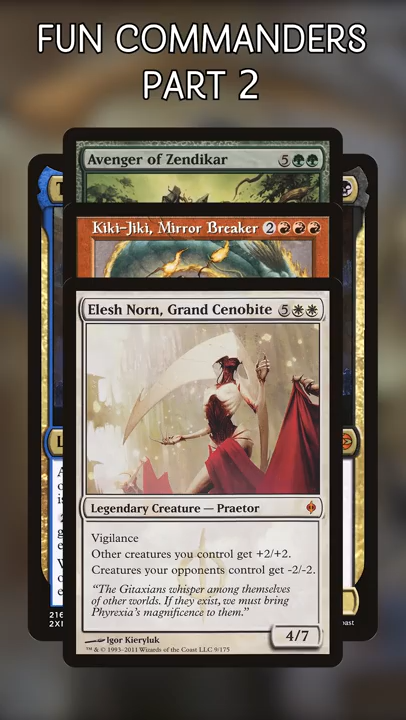 FUN COMMANDERS
PART 2
Avenger of Zendikar 5
Kiki-Jiki, Mirror Breaker 2
Elesh Norn, Grand Cenobite 5
Legendary Creature — Praetor
Vigilance
Other creatures you control get +2/+2.
Creatures your opponents control get -2/-2.
"The Gitaxians whisper among themselves
of other worlds. If they exist, we must bring
Phyrexia's magnificence to them."
Igor Kieryluk
4/7
™ & © 1993-2011 Wizards of the Coast LLC 9/175